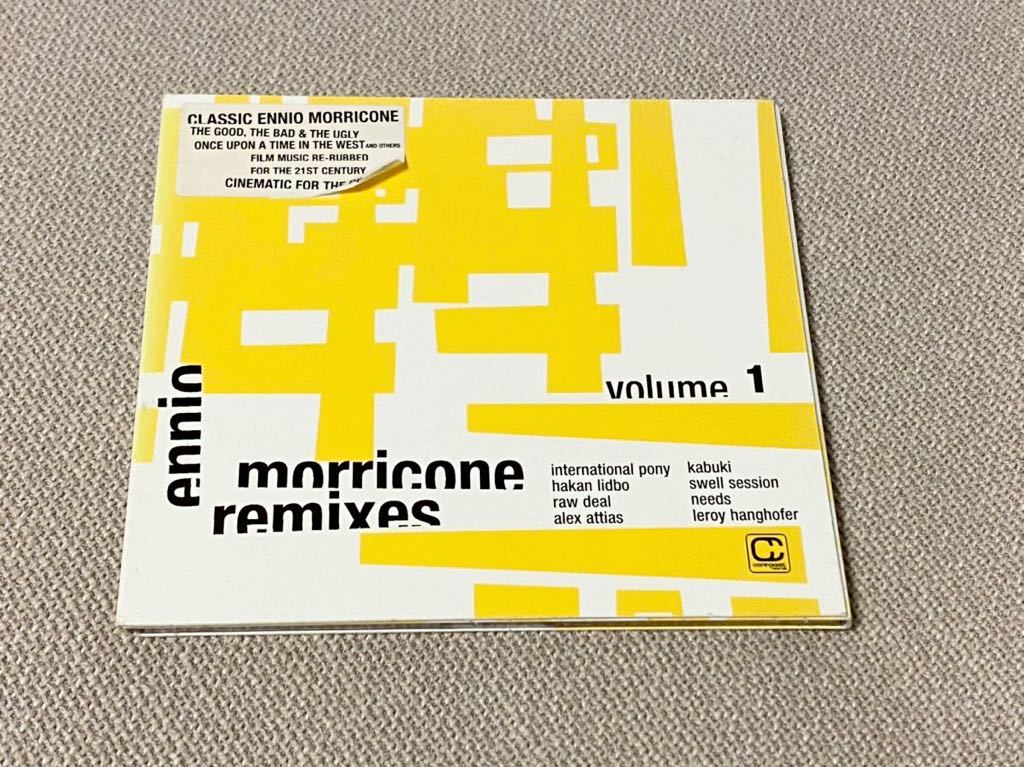 CLASSIC ENNIO MORRICONE
THE GOOD, THE BAD & THE UGLY
ONCE UPON A TIME IN THE WEST AND OTHERS
FILM MUSIC RE-RUBBED
FOR THE 21ST CENTURY
CINEMATIC FOR THE
volume 1
ennio
morricone
remixes
international pony
hakan lidbo
raw deal
alex attias
kabuki
swell session
needs
leroy hanghofer